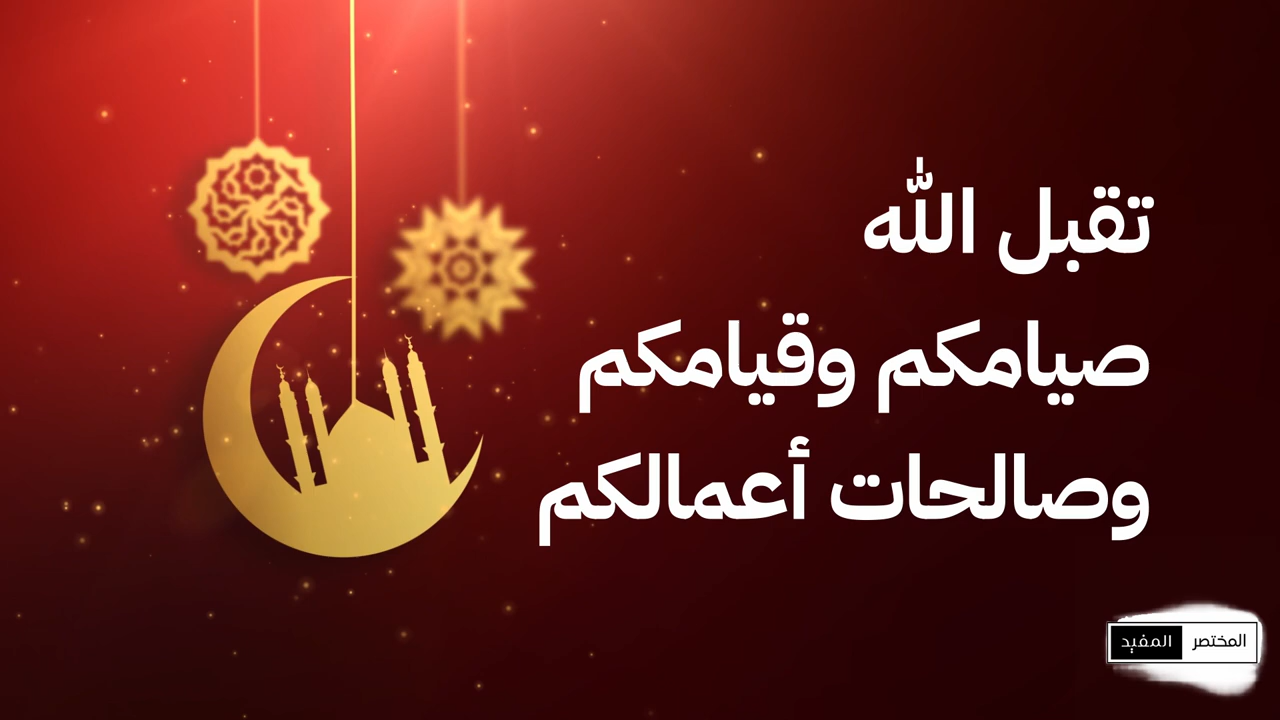 تقبل الله
صيامكم وقيامكم
وصالحات أعمالكم
المختصر المفيد